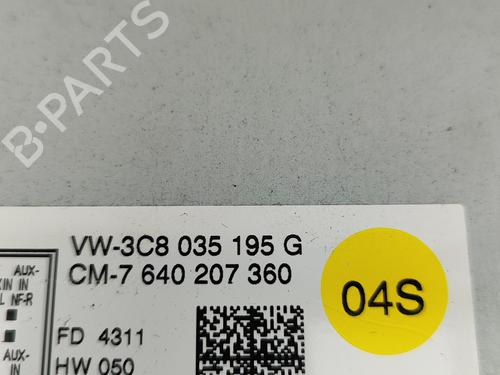 B-PARTS
VW-3C8 035 195 G
CM-7 640 207 360
AUX-
IN
NF-R
AUX-
IN
FD 4311
HW 050
04S